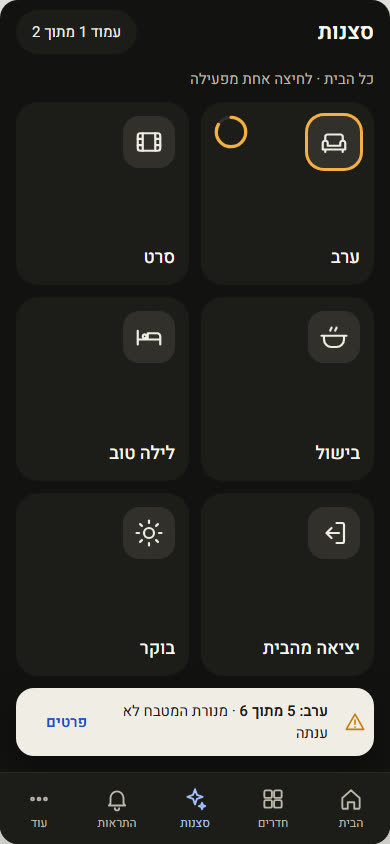 סצנות
עמוד 1 מתוך 2
כל הבית · לחיצה אחת מפעילה
ערב
סרט
בישול
לילה טוב
יציאה מהבית
בוקר
ערב: 5 מתוך 6 · מנורת המטבח לא
ענתה
פרטים
הבית
חדרים
סצנות
התראות
עוד